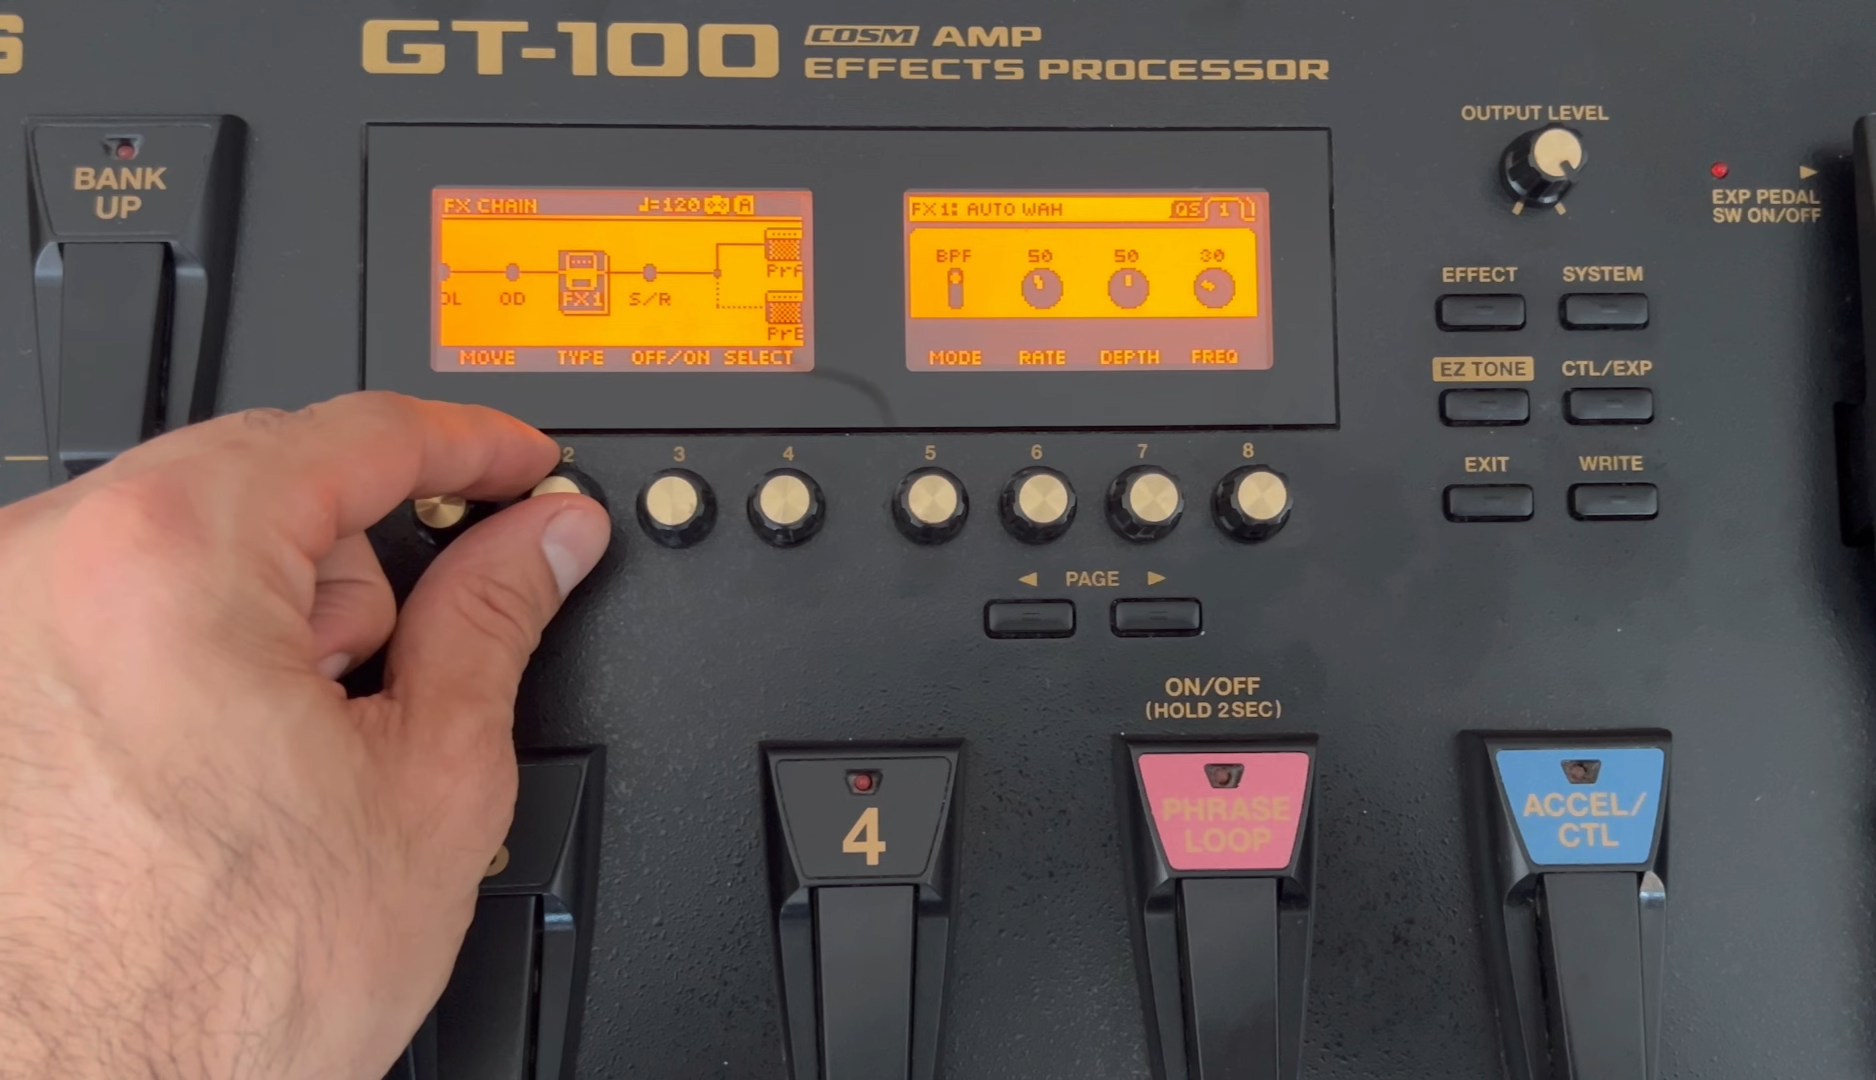 S
GT-100 COSM AMP
EFFECTS PROCESSOR
BANK
UP
FX CHAIN ♩=120 A
OD FX1 S/R
PrA
MOVE TYPE OFF/ON SELECT
FX1: AUTO WAH QS 1
BPF 50 50 30
MODE RATE DEPTH FREQ
OUTPUT LEVEL
EXP PEDAL
SW ON/OFF
EFFECT SYSTEM
EZ TONE CTL/EXP
EXIT WRITE
2 3 4 5 6 7 8
◀ PAGE ▶
ON/OFF
(HOLD 2SEC)
4
PHRASE
LOOP
ACCEL/
CTL